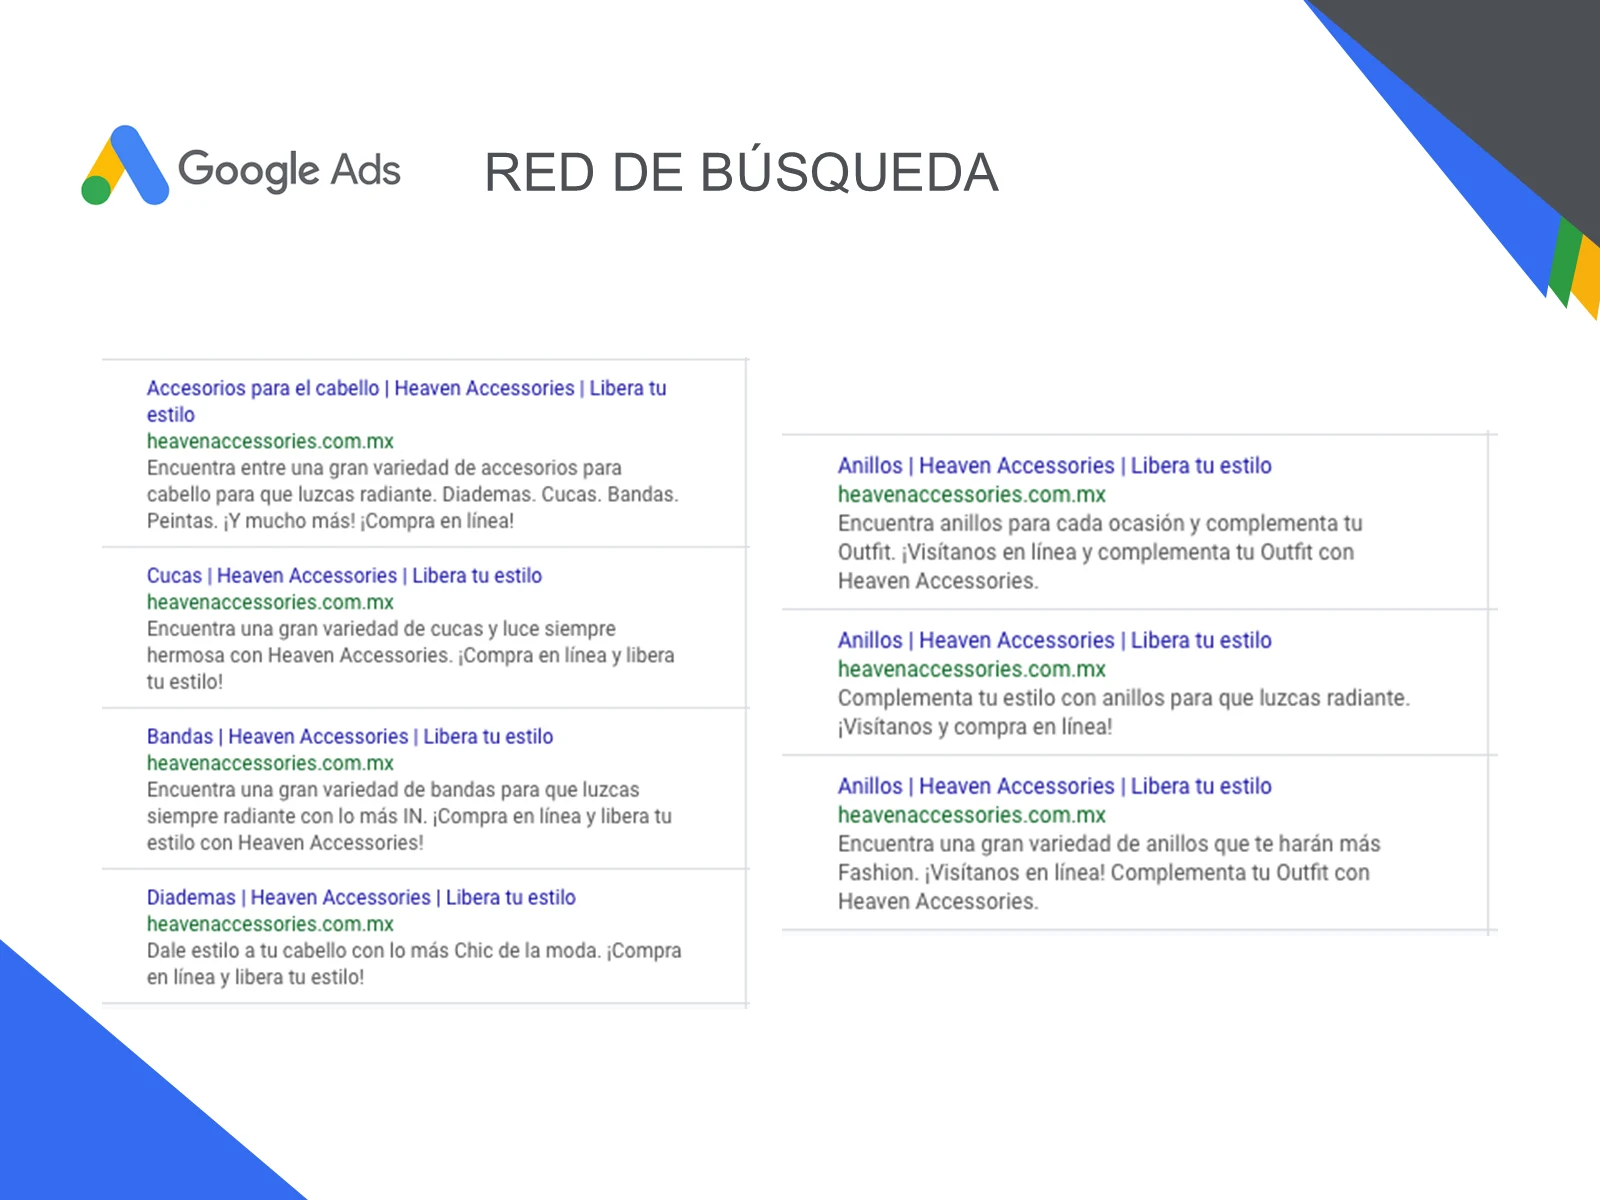 Google Ads
RED DE BÚSQUEDA
Accesorios para el cabello | Heaven Accessories | Libera tu
estilo
heavenaccessories.com.mx
Encuentra entre una gran variedad de accesorios para
cabello para que luzcas radiante. Diademas. Cucas. Bandas.
Peintas. ¡Y mucho más! ¡Compra en línea!
Cucas | Heaven Accessories | Libera tu estilo
heavenaccessories.com.mx
Encuentra una gran variedad de cucas y luce siempre
hermosa con Heaven Accessories. ¡Compra en línea y libera
tu estilo!
Bandas | Heaven Accessories | Libera tu estilo
heavenaccessories.com.mx
Encuentra una gran variedad de bandas para que luzcas
siempre radiante con lo más IN. ¡Compra en línea y libera tu
estilo con Heaven Accessories!
Diademas | Heaven Accessories | Libera tu estilo
heavenaccessories.com.mx
Dale estilo a tu cabello con lo más Chic de la moda. ¡Compra
en línea y libera tu estilo!
Anillos | Heaven Accessories | Libera tu estilo
heavenaccessories.com.mx
Encuentra anillos para cada ocasión y complementa tu
Outfit. ¡Visítanos en línea y complementa tu Outfit con
Heaven Accessories.
Anillos | Heaven Accessories | Libera tu estilo
heavenaccessories.com.mx
Complementa tu estilo con anillos para que luzcas radiante.
¡Visítanos y compra en línea!
Anillos | Heaven Accessories | Libera tu estilo
heavenaccessories.com.mx
Encuentra una gran variedad de anillos que te harán más
Fashion. ¡Visítanos en línea! Complementa tu Outfit con
Heaven Accessories.